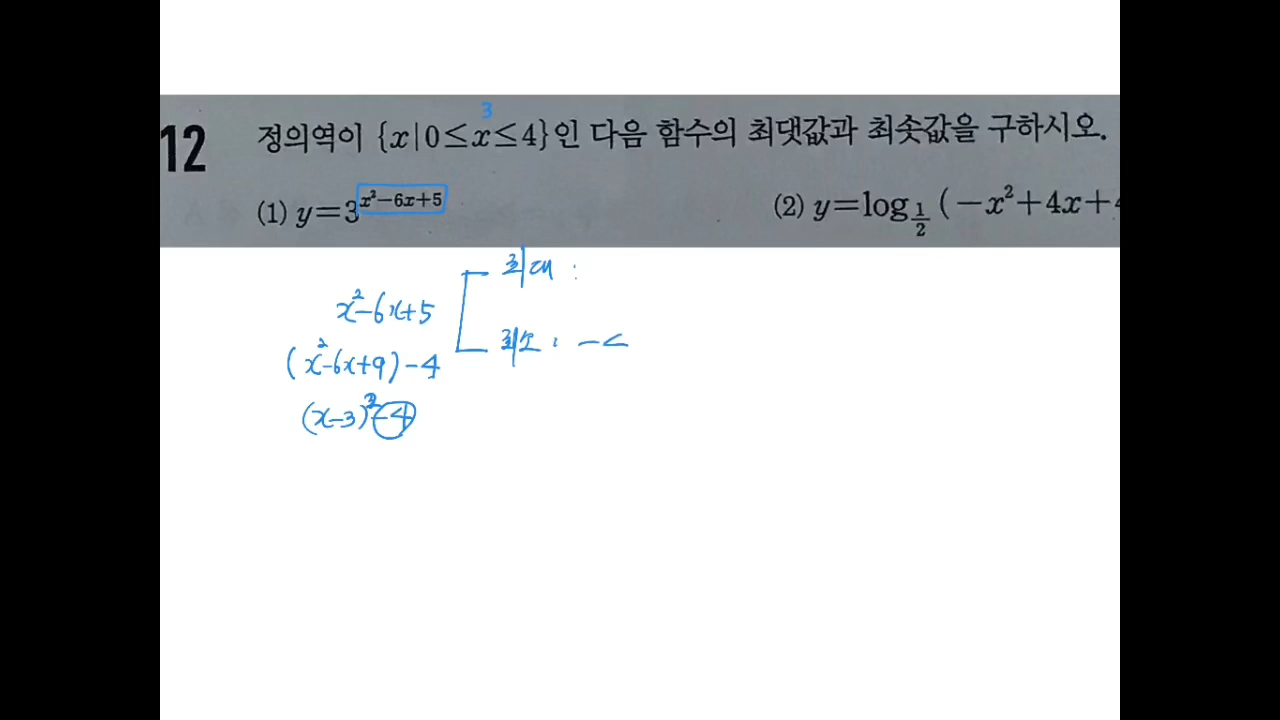 3
12 정의역이 {x|0≤x≤4}인 다음 함수의 최댓값과 최솟값을 구하시오.
(1) y=3^{x²-6x+5} (2) y=log_{1/2}(-x²+4x+
최대 :
x²-6x+5
최소 : -<
(x²-6x+9)-4
(x-3)²-4